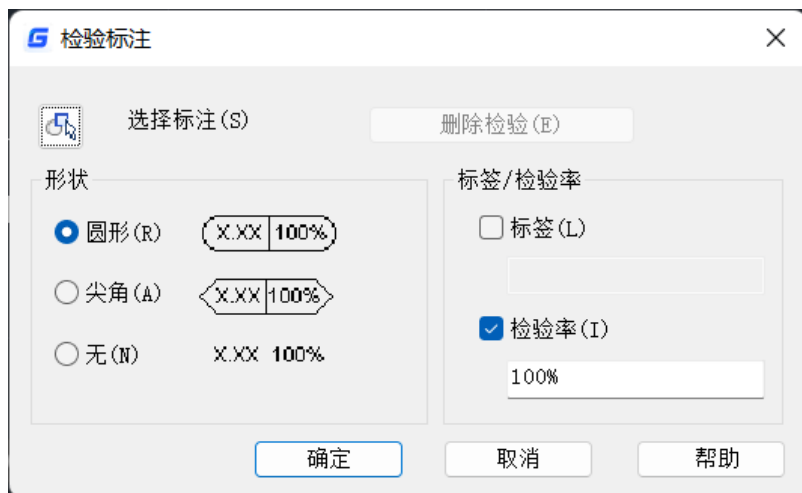 检验标注
选择标注(S)
删除检验(E)
形状
圆形(R) X.XX 100%
尖角(A) X.XX 100%
无(N) X.XX 100%
标签/检验率
标签(L)
检验率(I)
100%
确定 取消 帮助